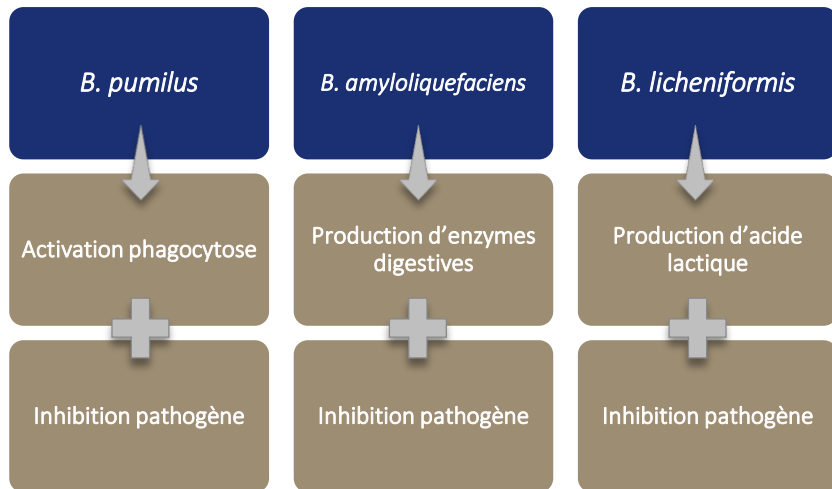 B. pumilus
B. amyloliquefaciens
B. licheniformis
Activation phagocytose
Production d’enzymes
digestives
Production d’acide
lactique
Inhibition pathogène
Inhibition pathogène
Inhibition pathogène